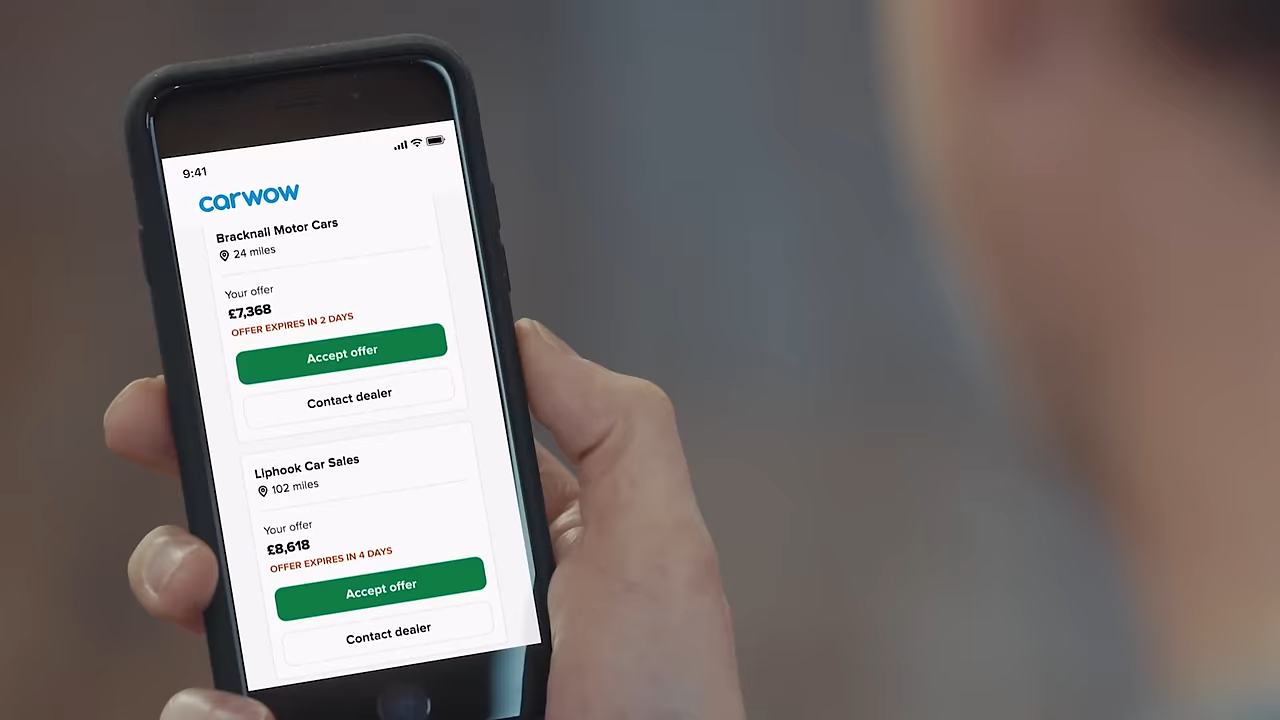 9:41
carwow
Bracknall Motor Cars
24 miles
Your offer
£7,368
OFFER EXPIRES IN 2 DAYS
Accept offer
Contact dealer
Liphook Car Sales
102 miles
Your offer
£8,618
OFFER EXPIRES IN 4 DAYS
Accept offer
Contact dealer